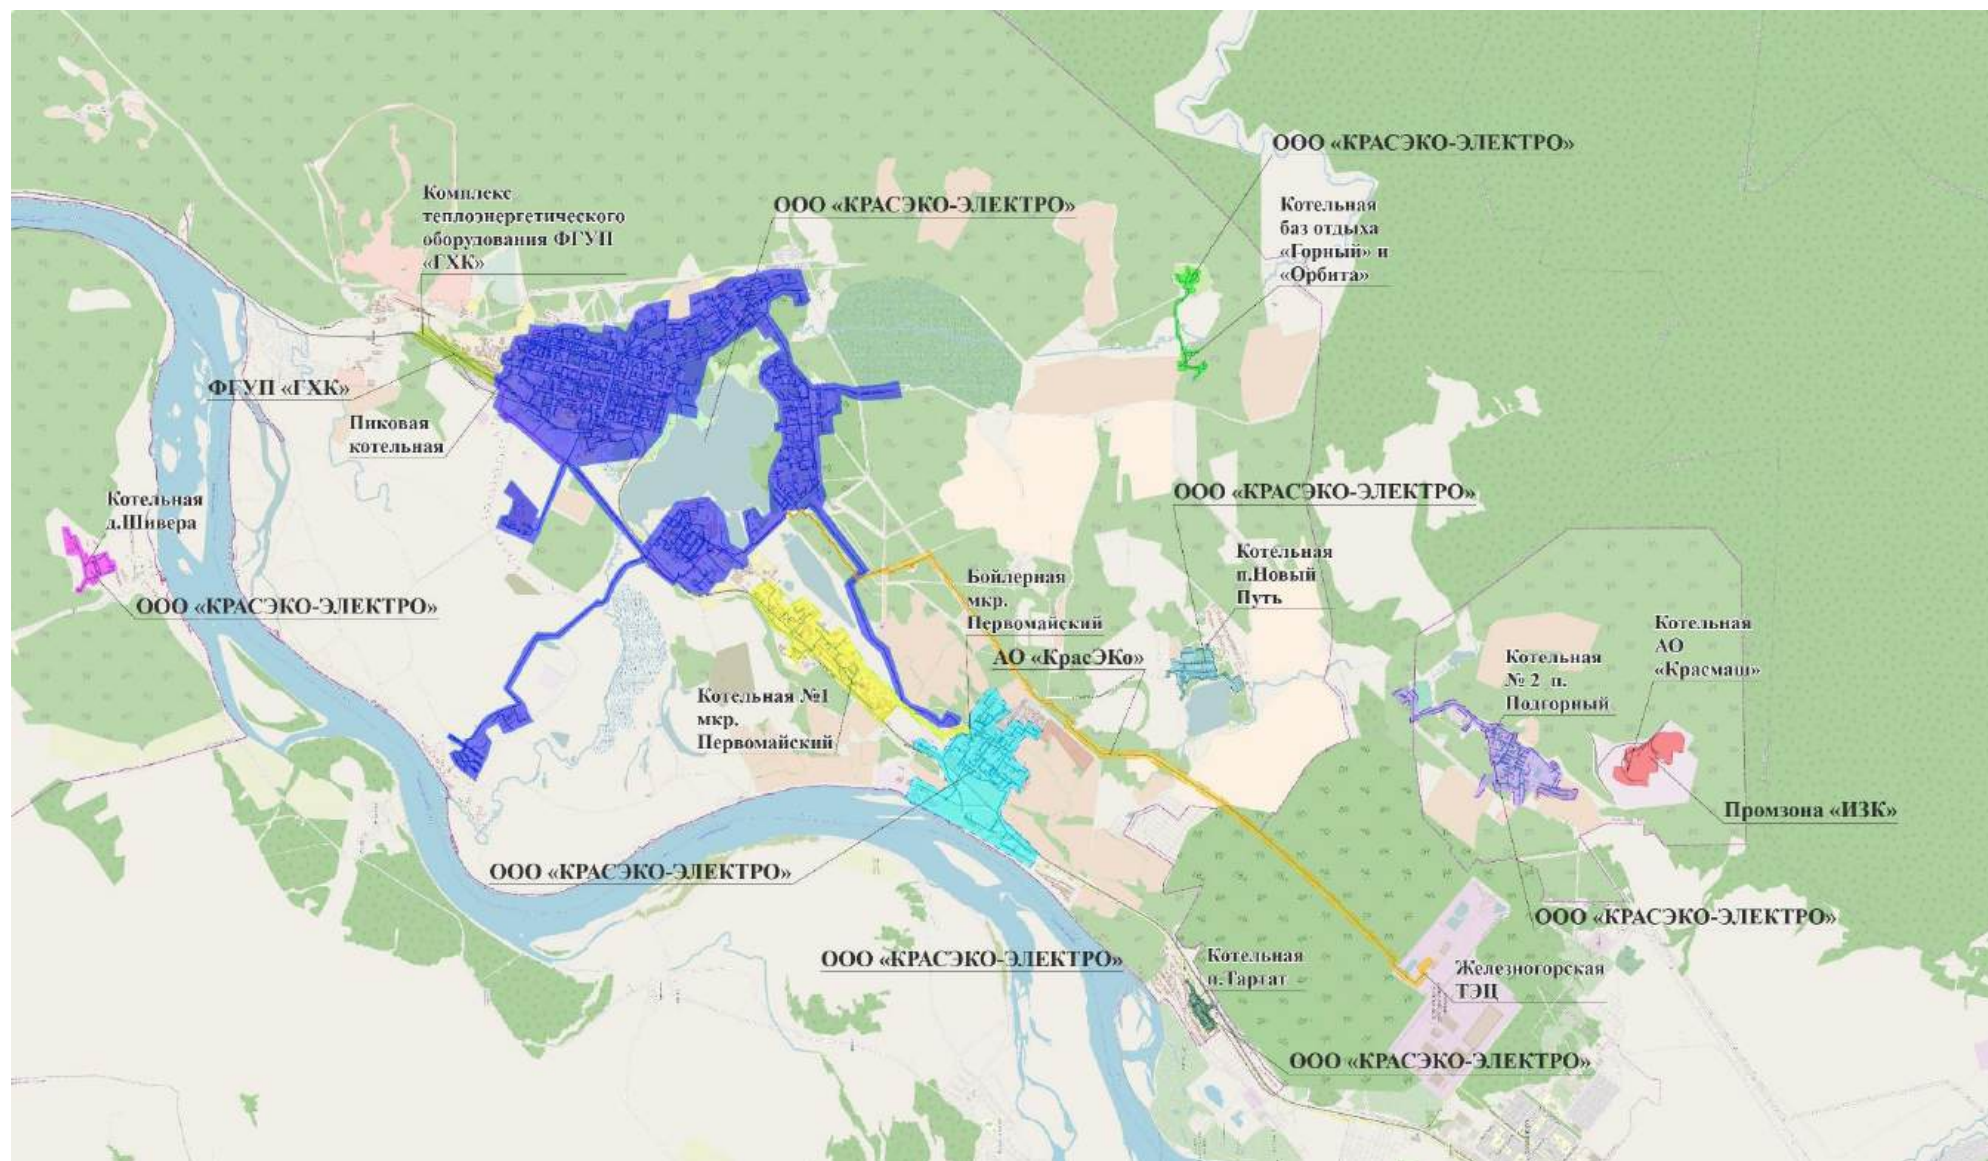 ООО «КРАСЭКО-ЭЛЕКТРО»
Комплекс
теплоэнергетического
оборудования ФГУП
«ГХК»
ООО «КРАСЭКО-ЭЛЕКТРО»
Котельная
баз отдыха
«Горный» и
«Орбита»
ФГУП «ГХК»
Пиковая
котельная
Котельная
д.Шивера
ООО «КРАСЭКО-ЭЛЕКТРО»
ООО «КРАСЭКО-ЭЛЕКТРО»
Котельная
п.Новый
Путь
Бойлерная
мкр.
Первомайский
АО «КрасЭКо»
Котельная №1
мкр.
Первомайский
Котельная
№ 2 п.
Подгорный
Котельная
АО
«Красмаш»
Промзона «ИЗК»
ООО «КРАСЭКО-ЭЛЕКТРО»
ООО «КРАСЭКО-ЭЛЕКТРО»
ООО «КРАСЭКО-ЭЛЕКТРО»
Котельная
п.Тартат
Железногорская
ТЭЦ
ООО «КРАСЭКО-ЭЛЕКТРО»